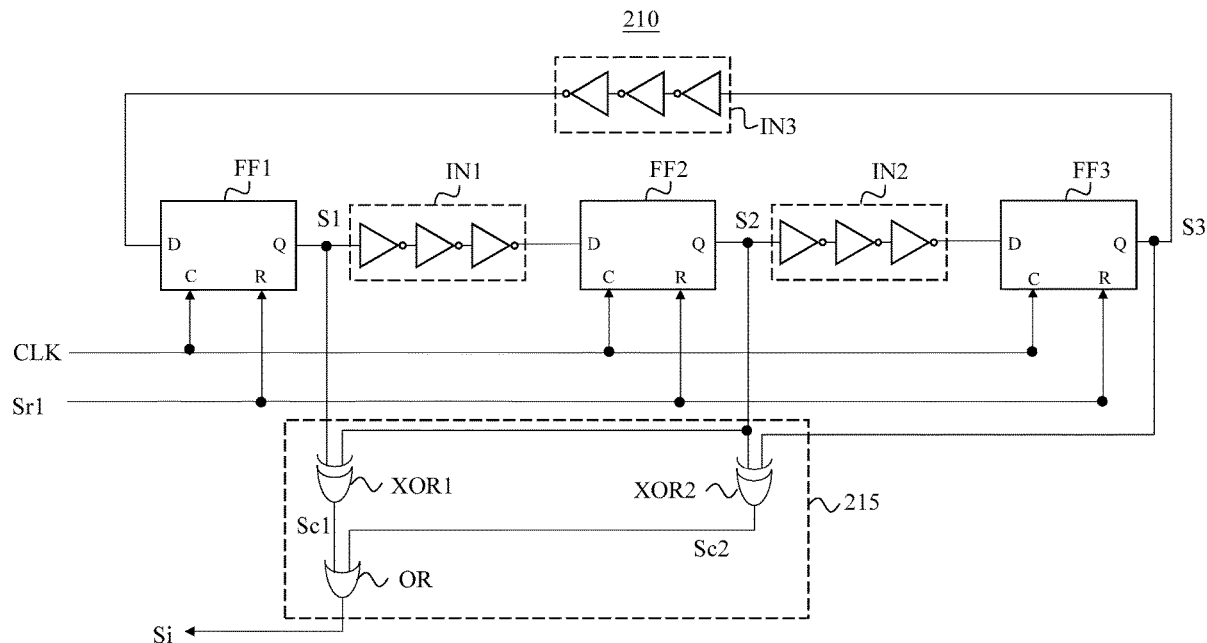 210
IN3
FF1
IN1
FF2
IN2
FF3
S1
S2
S3
D
Q
D
Q
D
Q
C
R
C
R
C
R
CLK
Sr1
XOR1
XOR2
215
Sc1
Sc2
OR
Si